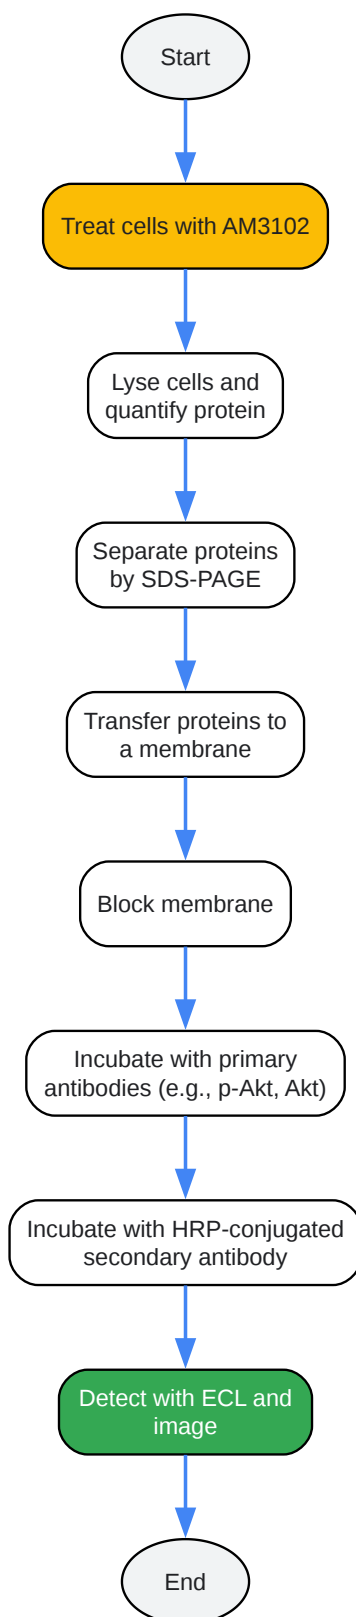 Start
Treat cells with AM3102
Lyse cells and
quantify protein
Separate proteins
by SDS-PAGE
Transfer proteins to
a membrane
Block membrane
Incubate with primary
antibodies (e.g., p-Akt, Akt)
Incubate with HRP-conjugated
secondary antibody
Detect with ECL and
image
End